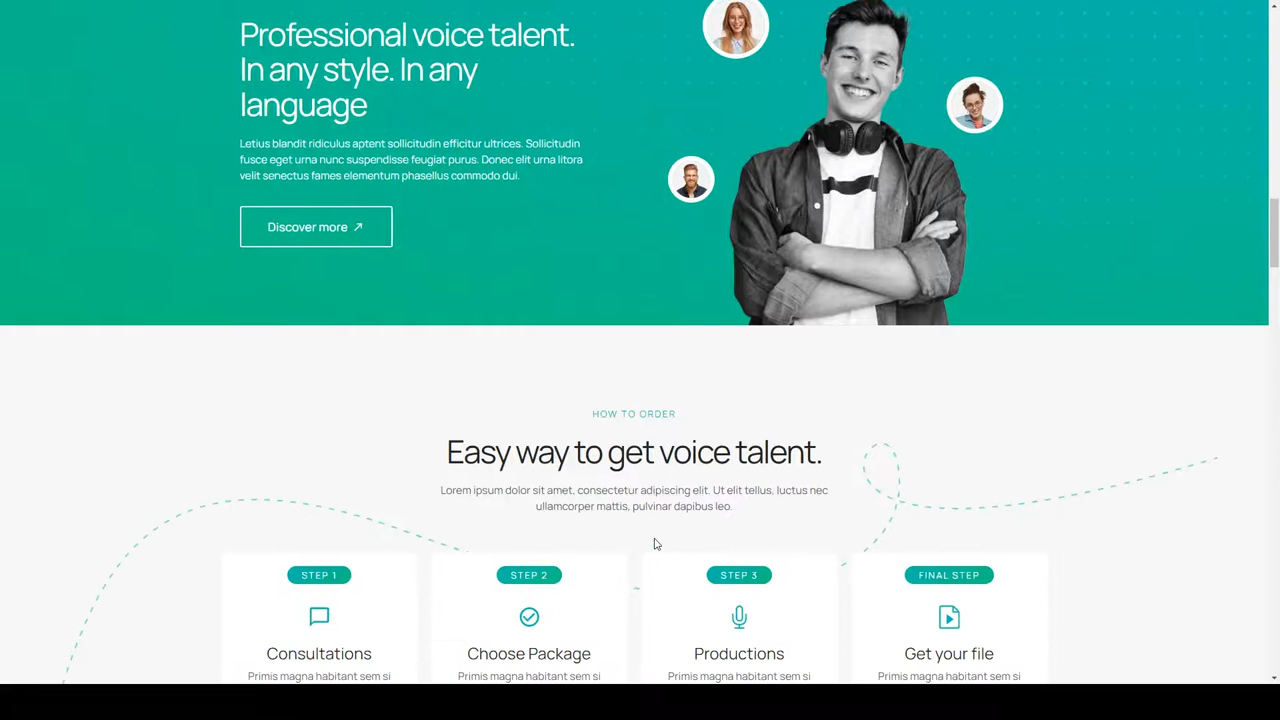 Professional voice talent.
In any style. In any
language
Letius blandit ridiculus aptent sollicitudin efficitur ultrices. Sollicitudin
fusce eget urna nunc suspendisse feugiat purus. Donec elit urna litora
velit senectus fames elementum phasellus commodo dui.
Discover more
HOW TO ORDER
Easy way to get voice talent.
Lorem ipsum dolor sit amet, consectetur adipiscing elit. Ut elit tellus, luctus nec
ullamcorper mattis, pulvinar dapibus leo.
STEP 1
Consultations
Primis magna habitant sem si
STEP 2
Choose Package
Primis magna habitant sem si
STEP 3
Productions
Primis magna habitant sem si
FINAL STEP
Get your file
Primis magna habitant sem si